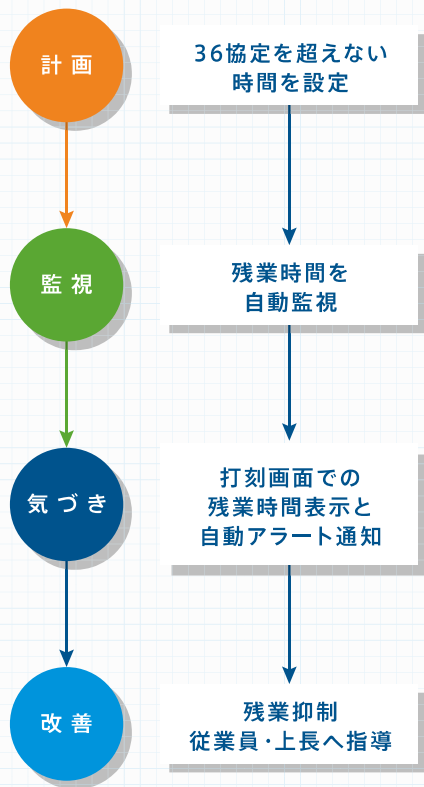 計画
36協定を超えない
時間を設定
監視
残業時間を
自動監視
気づき
打刻画面での
残業時間表示と
自動アラート通知
改善
残業抑制
従業員・上長へ指導